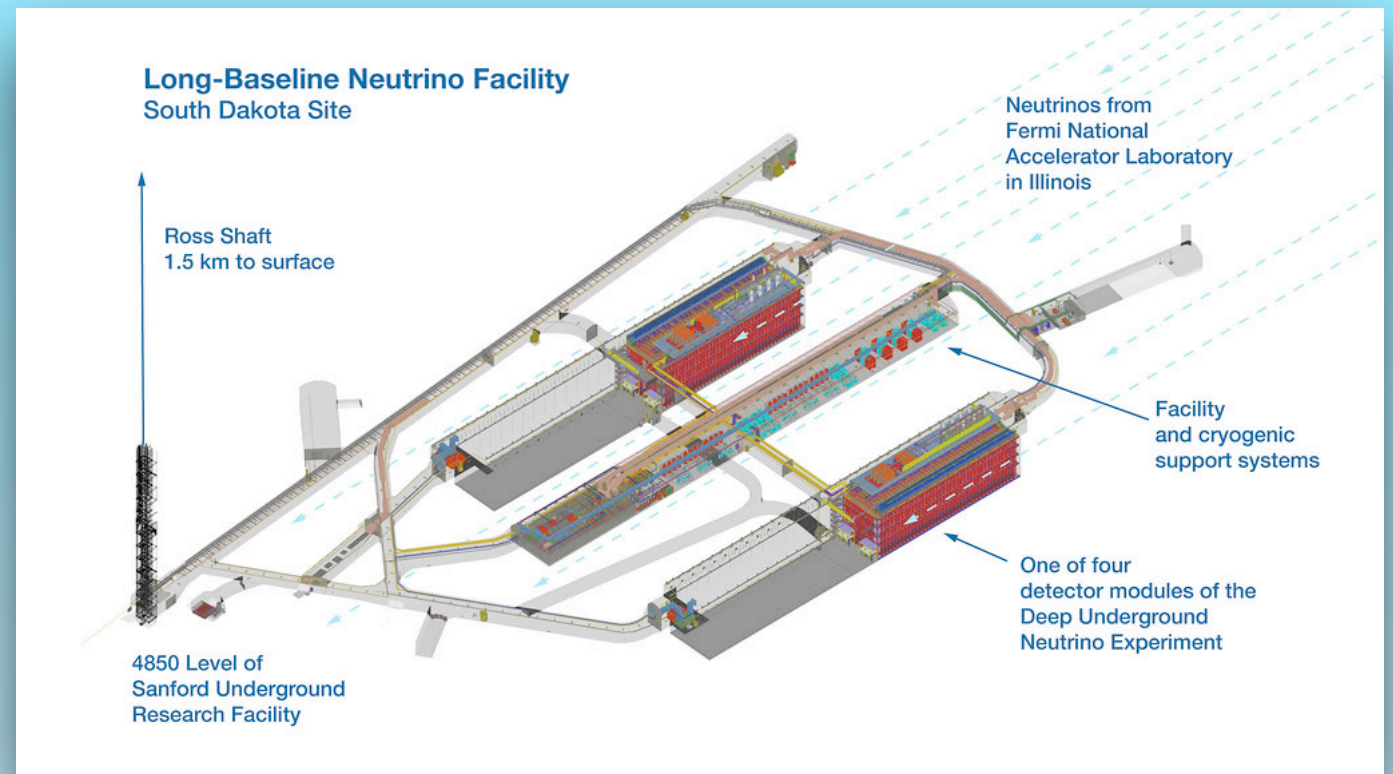 Long-Baseline Neutrino Facility
South Dakota Site
Neutrinos from
Fermi National
Accelerator Laboratory
in Illinois
Ross Shaft
1.5 km to surface
Facility
and cryogenic
support systems
One of four
detector modules of the
Deep Underground
Neutrino Experiment
4850 Level of
Sanford Underground
Research Facility